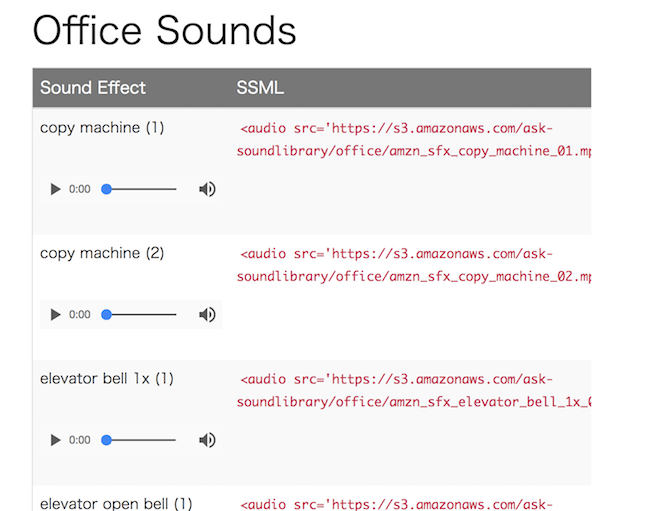 Office Sounds
Sound Effect SSML
copy machine (1) <audio src='https://s3.amazonaws.com/ask-
soundlibrary/office/amzn_sfx_copy_machine_01.mp
0:00
copy machine (2) <audio src='https://s3.amazonaws.com/ask-
soundlibrary/office/amzn_sfx_copy_machine_02.mp
0:00
elevator bell 1x (1) <audio src='https://s3.amazonaws.com/ask-
soundlibrary/office/amzn_sfx_elevator_bell_1x_0
0:00
elevator open bell (1) <audio src='https://s3.amazonaws.com/ask-